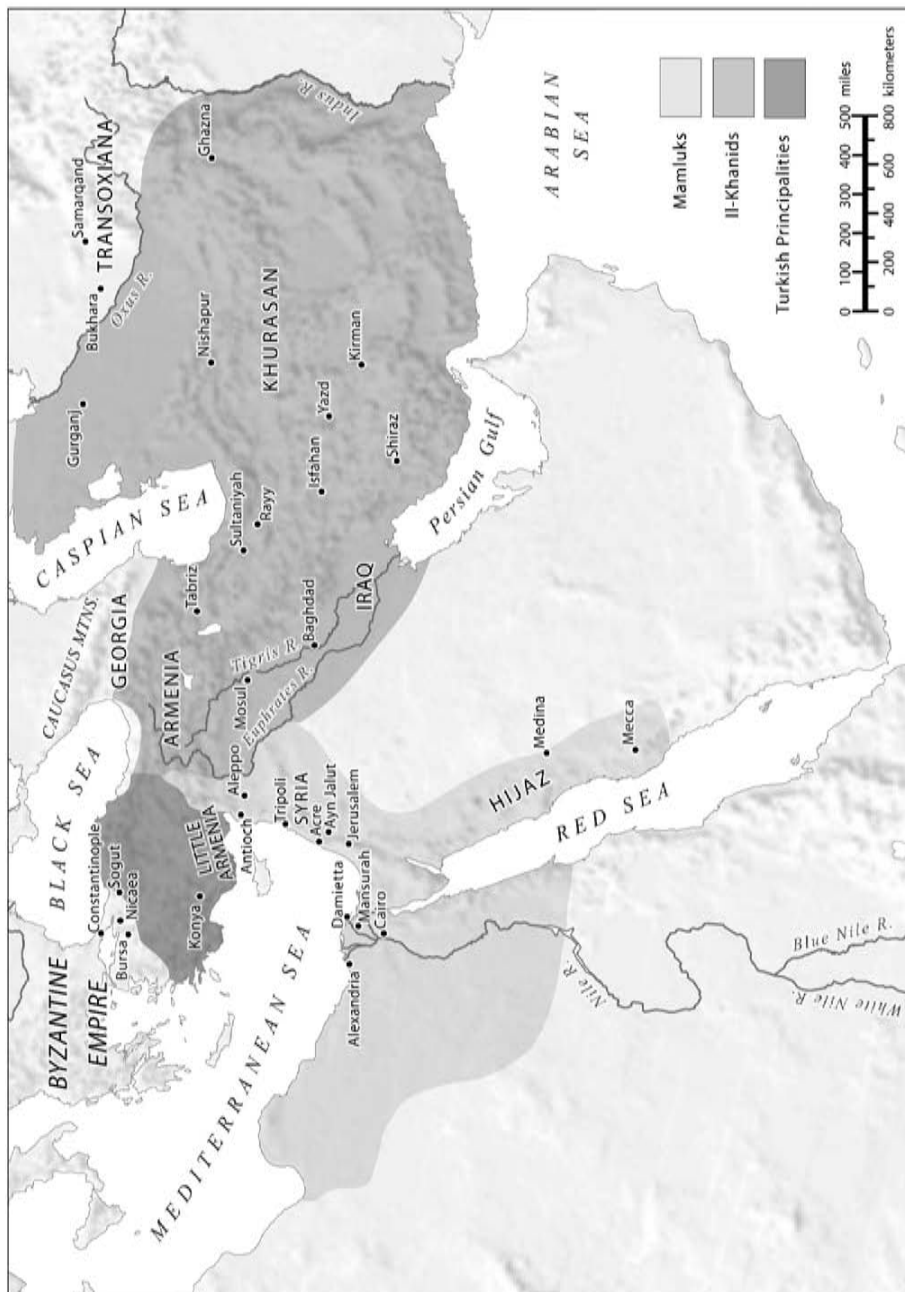 BYZANTINE
EMPIRE
BLACK SEA
Constantinople
Sogut
Nicaea
Bursa
Konya
LITTLE
ARMENIA
MEDITERRANEAN SEA
CAUCASUS MTNS.
GEORGIA
ARMENIA
CASPIAN SEA
Gurganj
Bukhara
Samarqand
TRANSOXIANA
Oxus R.
Tabriz
Sultaniyah
Rayy
Nishapur
KHURASAN
Ghazna
Indus R.
Mosul
Tigris R.
Euphrates R.
Baghdad
IRAQ
Isfahan
Yazd
Kirman
Shiraz
Persian Gulf
Aleppo
Antioch
Tripoli
SYRIA
Acre
Ayn Jalut
Jerusalem
Damietta
Mansurah
Cairo
Alexandria
Nile R.
HIJAZ
Medina
Mecca
RED SEA
Blue Nile R.
White Nile R.
ARABIAN
SEA
Mamluks
Il-Khanids
Turkish Principalities
0 100 200 300 400 500 miles
0 200 400 600 800 kilometers